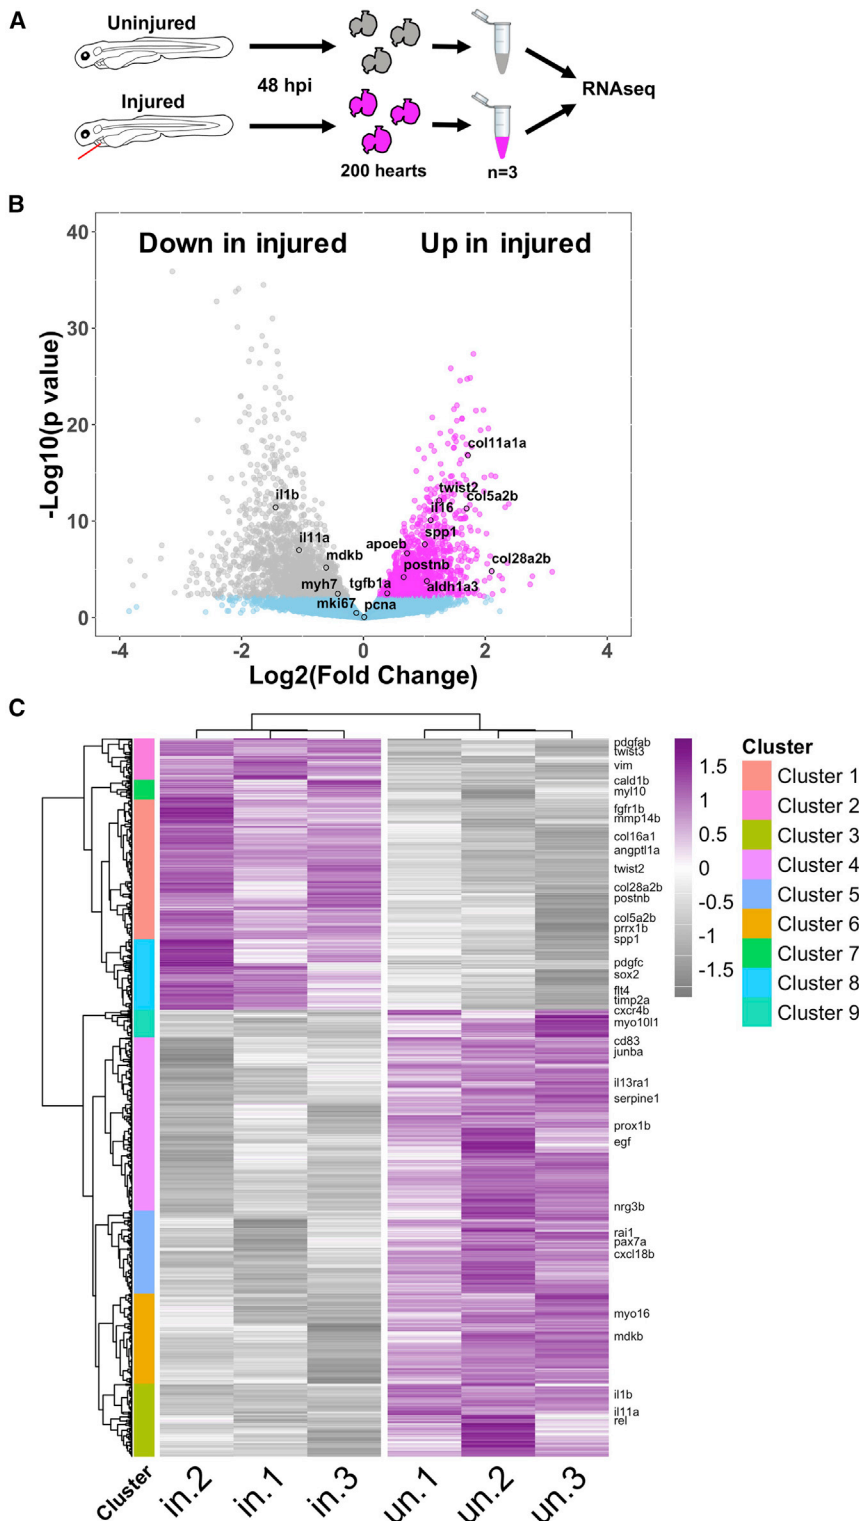 A
Uninjured
48 hpi
Injured
200 hearts
n=3
RNAseq
B
Down in injured
Up in injured
-Log10(p value)
40
30
20
10
0
col11a1a
twist2
col5a2b
il16
il1b
spp1
il11a
apoeb
mdkb
col28a2b
postnb
myh7
tgfb1a
aldh1a3
mki67
pcna
-4
-2
0
2
4
Log2(Fold Change)
C
pdgfab
twist3
vim
cald1b
myl10
fgfr1b
mmp14b
col16a1
angptl1a
twist2
col28a2b
postnb
col5a2b
prrx1b
spp1
pdgfc
sox2
flt4
timp2a
cxcr4b
myo10l1
cd83
junba
il13ra1
serpine1
prox1b
egf
nrg3b
rai1
pax7a
cxcl18b
myo16
mdkb
il1b
il11a
rel
1.5
1
0.5
0
-0.5
-1
-1.5
Cluster
Cluster 1
Cluster 2
Cluster 3
Cluster 4
Cluster 5
Cluster 6
Cluster 7
Cluster 8
Cluster 9
Cluster
in.2
in.1
in.3
un.1
un.2
un.3